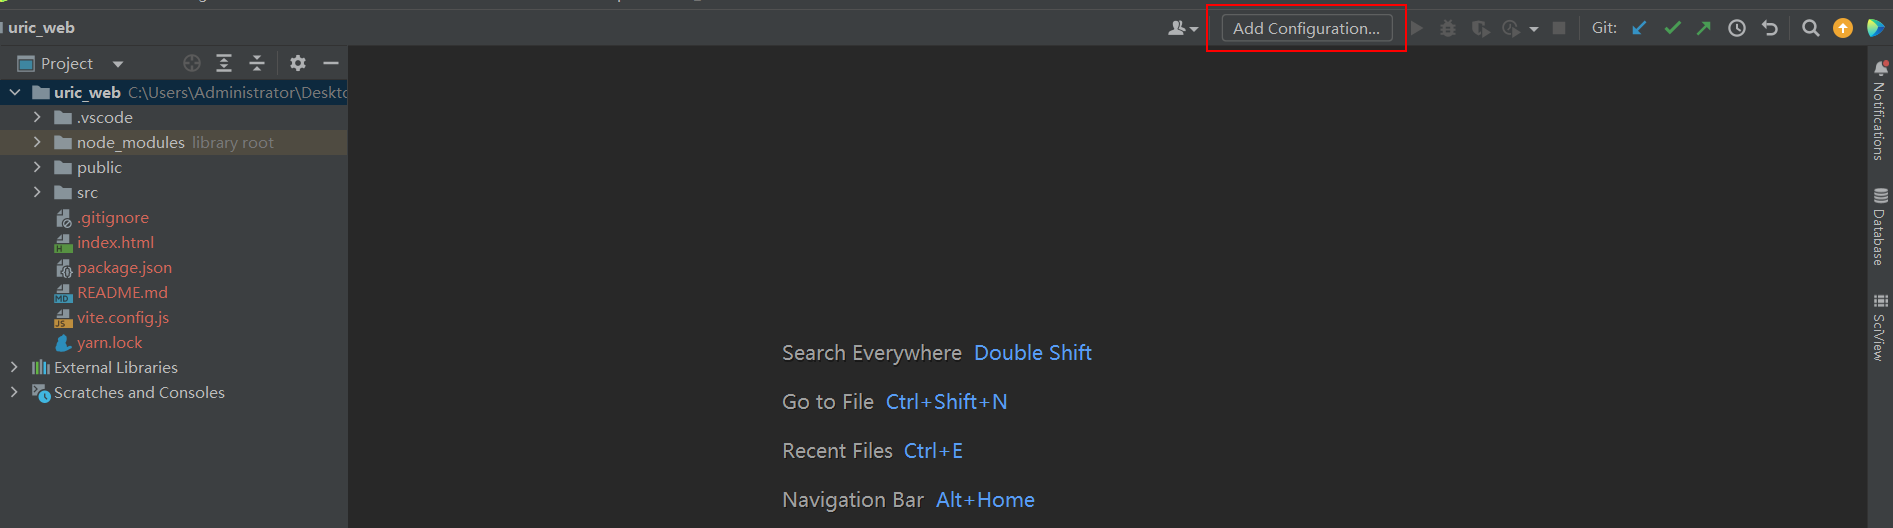 uric_web
Add Configuration...
Git:
Project
uric_web C:\Users\Administrator\Deskto
.vscode
node_modules library root
public
src
.gitignore
index.html
package.json
README.md
vite.config.js
yarn.lock
External Libraries
Scratches and Consoles
Search Everywhere Double Shift
Go to File Ctrl+Shift+N
Recent Files Ctrl+E
Navigation Bar Alt+Home
Notifications
Database
SciView